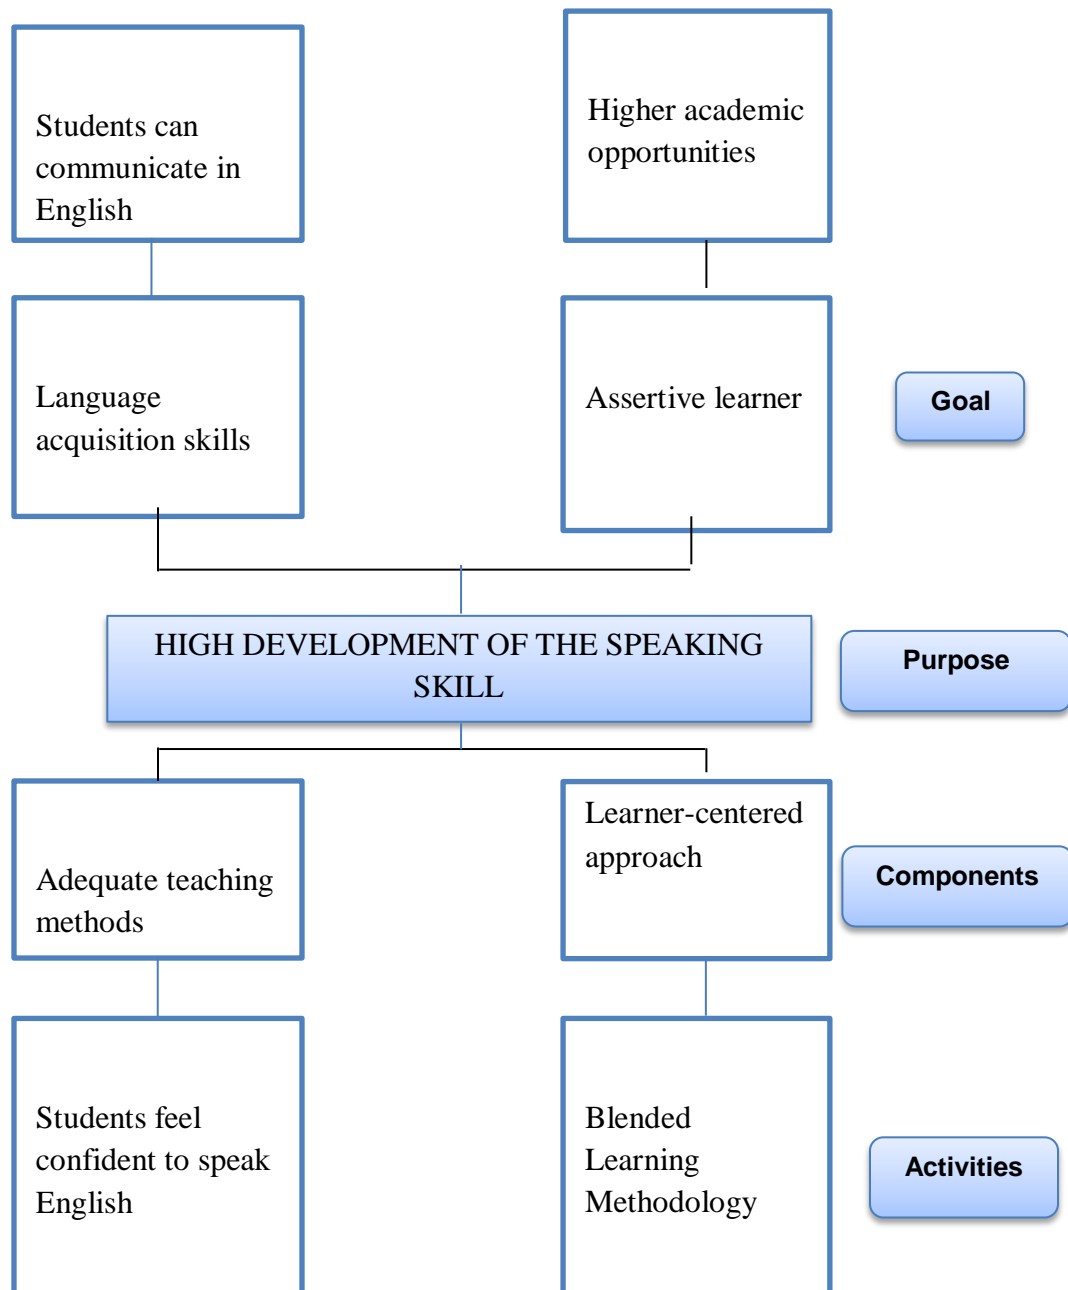 Students can
communicate in
English
Higher academic
opportunities
Language
acquisition skills
Assertive learner
Goal
HIGH DEVELOPMENT OF THE SPEAKING
SKILL
Purpose
Adequate teaching
methods
Learner-centered
approach
Components
Students feel
confident to speak
English
Blended
Learning
Methodology
Activities